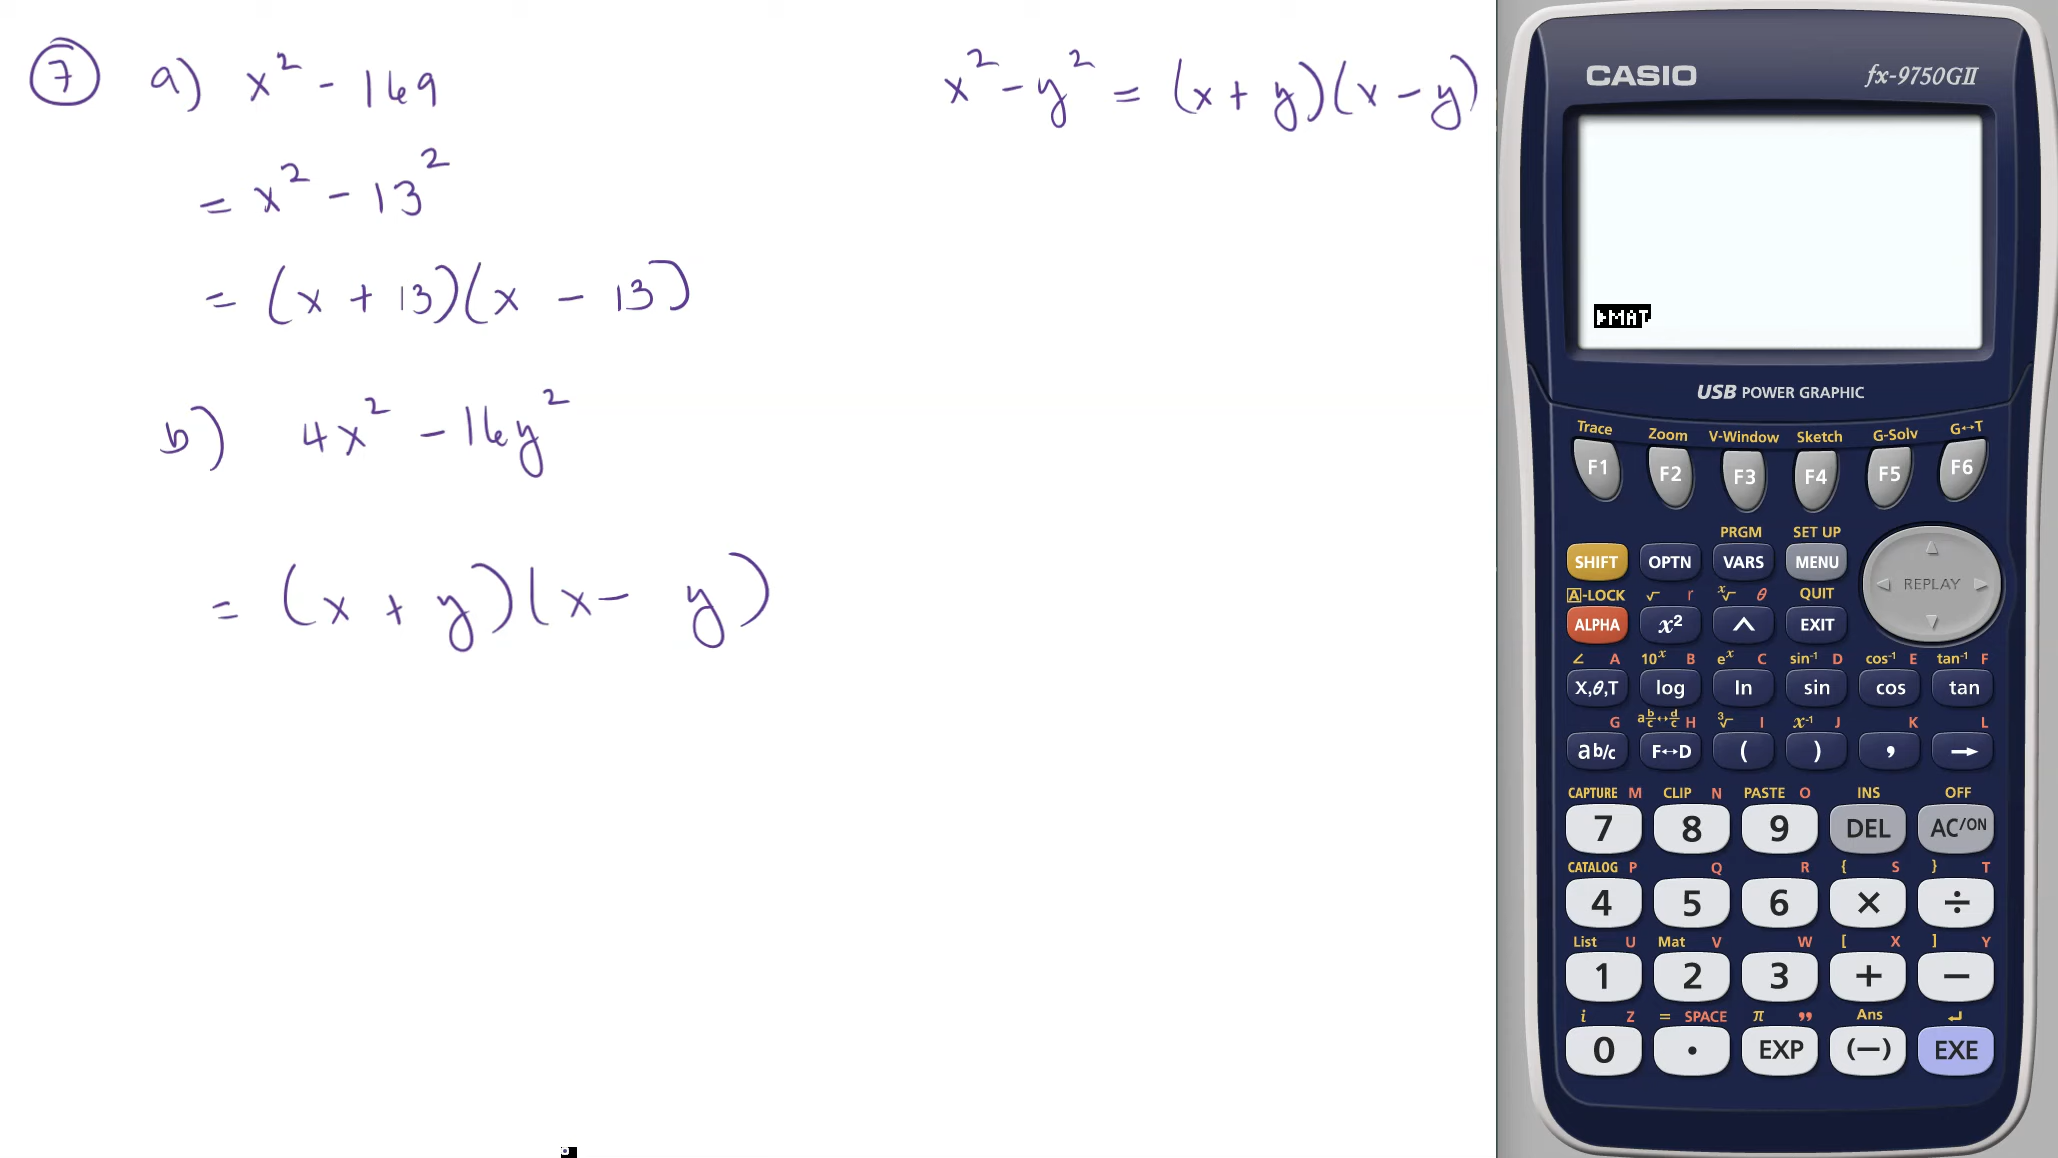 7 a) x² - 169
= x² - 13²
= (x + 13)(x - 13)
b) 4x² - 16y²
= (x + y)(x - y)
x² - y² = (x + y)(x - y)
CASIO fx-9750GII
▶MAT
USB POWER GRAPHIC
Trace Zoom V-Window Sketch G-Solv G↔T
F1 F2 F3 F4 F5 F6
PRGM SET UP
SHIFT OPTN VARS MENU
REPLAY
A-LOCK √ r ˣ√ θ QUIT
ALPHA x² ^ EXIT
∠ A 10ˣ B eˣ C sin⁻¹ D cos⁻¹ E tan⁻¹ F
X,θ,T log ln sin cos tan
G a b/c↔d/c H ³√ I x⁻¹ J K L
a b/c F↔D ( ) , →
CAPTURE M CLIP N PASTE O INS OFF
7 8 9 DEL AC/ON
CATALOG P Q R { S } T
4 5 6 × ÷
List U Mat V W [ X ] Y
1 2 3 + −
i Z = SPACE π ” Ans ↵
0 . EXP (−) EXE